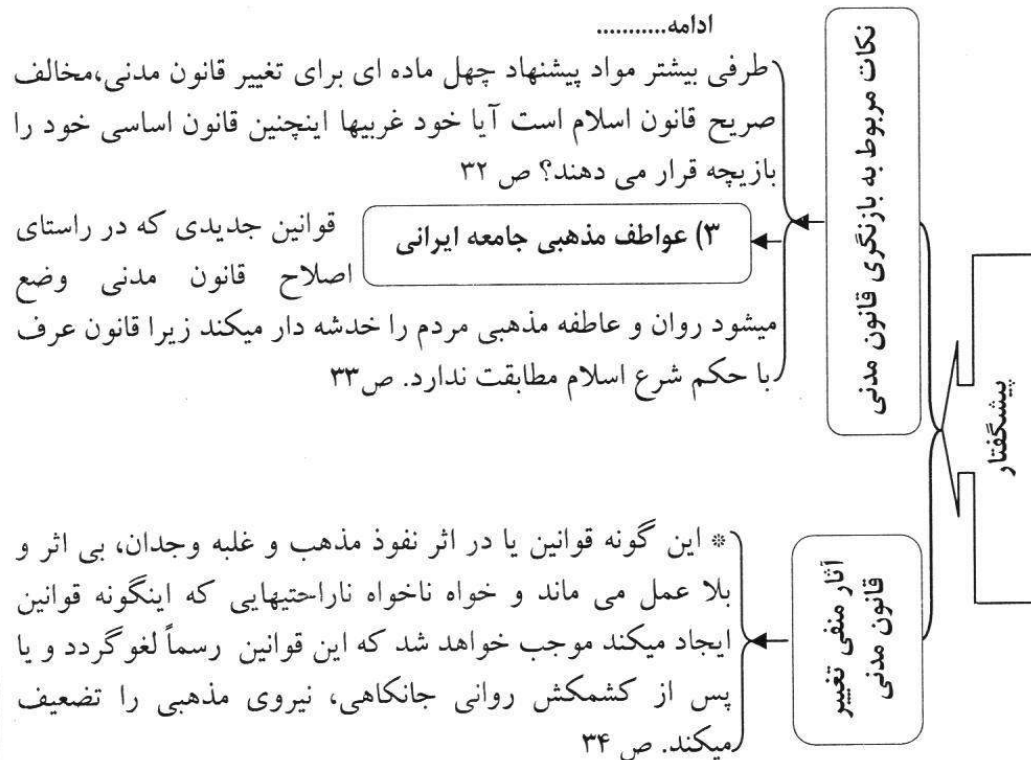 پیشگفتار
نکات مربوط به بازنگری قانون مدنی
ادامه...........
طرفی بیشتر مواد پیشنهاد چهل ماده ای برای تغییر قانون مدنی،مخالف
صریح قانون اسلام است آیا خود غربیها اینچنین قانون اساسی خود را
بازیچه قرار می دهند؟ ص ۳۲
۳) عواطف مذهبی جامعه ایرانی
قوانین جدیدی که در راستای
اصلاح قانون مدنی وضع
میشود روان و عاطفه مذهبی مردم را خدشه دار میکند زیرا قانون عرف
با حکم شرع اسلام مطابقت ندارد. ص۳۳
آثار منفی تغییر
قانون مدنی
* این گونه قوانین یا در اثر نفوذ مذهب و غلبه وجدان، بی اثر و
بلا عمل می ماند و خواه ناخواه ناراحتیهایی که اینگونه قوانین
ایجاد میکند موجب خواهد شد که این قوانین رسماً لغو گردد و یا
پس از کشمکش روانی جانکاهی، نیروی مذهبی را تضعیف
میکند. ص ۳۴